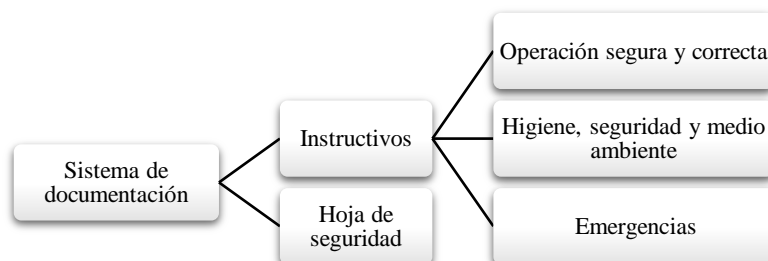 Sistema de
documentación
Instructivos
Hoja de
seguridad
Operación segura y correcta
Higiene, seguridad y medio
ambiente
Emergencias